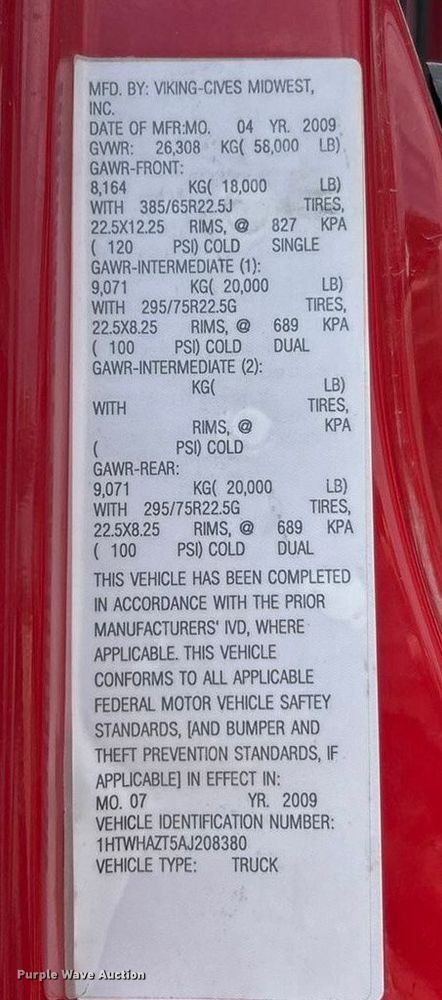 MFD. BY: VIKING-CIVES MIDWEST,
INC.
DATE OF MFR:MO. 04 YR. 2009
GVWR: 26,308 KG( 58,000 LB)
GAWR-FRONT:
8,164 KG( 18,000 LB)
WITH 385/65R22.5J TIRES,
22.5X12.25 RIMS, @ 827 KPA
( 120 PSI) COLD SINGLE
GAWR-INTERMEDIATE (1):
9,071 KG( 20,000 LB)
WITH 295/75R22.5G TIRES,
22.5X8.25 RIMS, @ 689 KPA
( 100 PSI) COLD DUAL
GAWR-INTERMEDIATE (2):
KG( LB)
WITH TIRES,
RIMS, @ KPA
( PSI) COLD
GAWR-REAR:
9,071 KG( 20,000 LB)
WITH 295/75R22.5G TIRES,
22.5X8.25 RIMS, @ 689 KPA
( 100 PSI) COLD DUAL
THIS VEHICLE HAS BEEN COMPLETED
IN ACCORDANCE WITH THE PRIOR
MANUFACTURERS' IVD, WHERE
APPLICABLE. THIS VEHICLE
CONFORMS TO ALL APPLICABLE
FEDERAL MOTOR VEHICLE SAFTEY
STANDARDS, [AND BUMPER AND
THEFT PREVENTION STANDARDS, IF
APPLICABLE] IN EFFECT IN:
MO. 07 YR. 2009
VEHICLE IDENTIFICATION NUMBER:
1HTWHAZT5AJ208380
VEHICLE TYPE: TRUCK
Purple Wave Auction